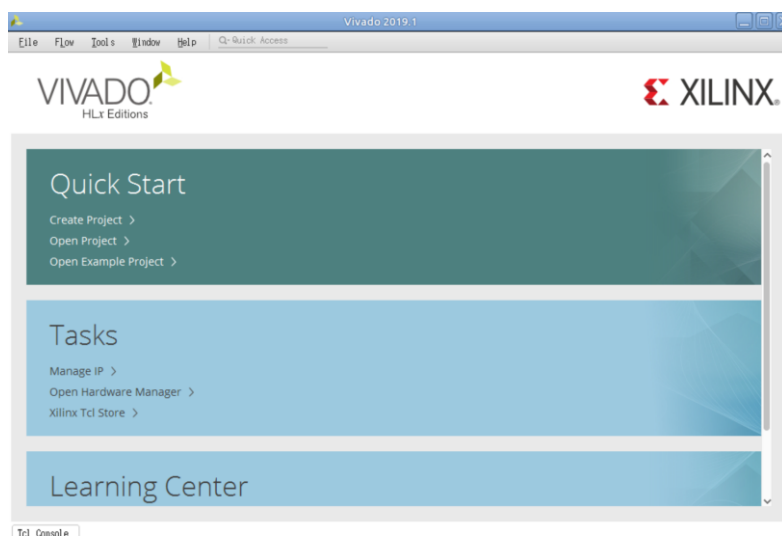 Vivado 2019.1
File Flow Tools Window Help Q- Quick Access
VIVADO.
HLx Editions
XILINX.
Quick Start
Create Project >
Open Project >
Open Example Project >
Tasks
Manage IP >
Open Hardware Manager >
Xilinx Tcl Store >
Learning Center
Tcl Console